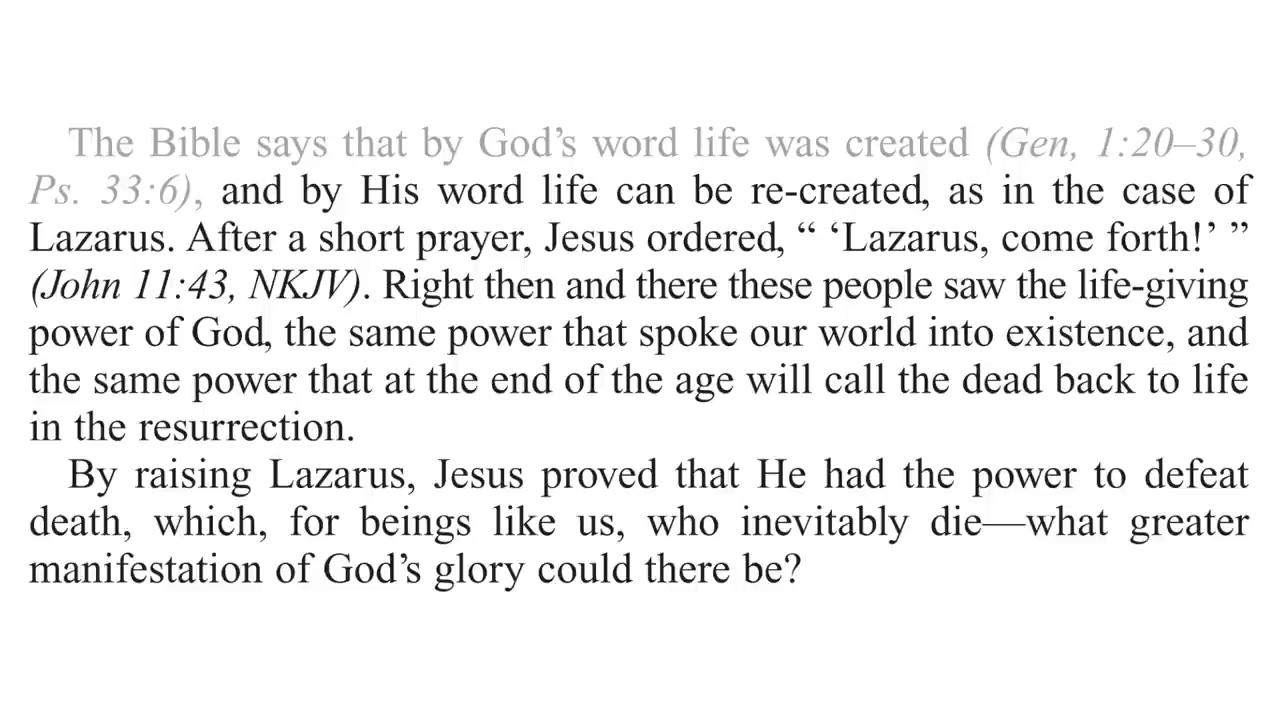 The Bible says that by God’s word life was created (Gen, 1:20–30,
Ps. 33:6), and by His word life can be re-created, as in the case of
Lazarus. After a short prayer, Jesus ordered, “ ‘Lazarus, come forth!’ ”
(John 11:43, NKJV). Right then and there these people saw the life-giving
power of God, the same power that spoke our world into existence, and
the same power that at the end of the age will call the dead back to life
in the resurrection.
By raising Lazarus, Jesus proved that He had the power to defeat
death, which, for beings like us, who inevitably die—what greater
manifestation of God’s glory could there be?